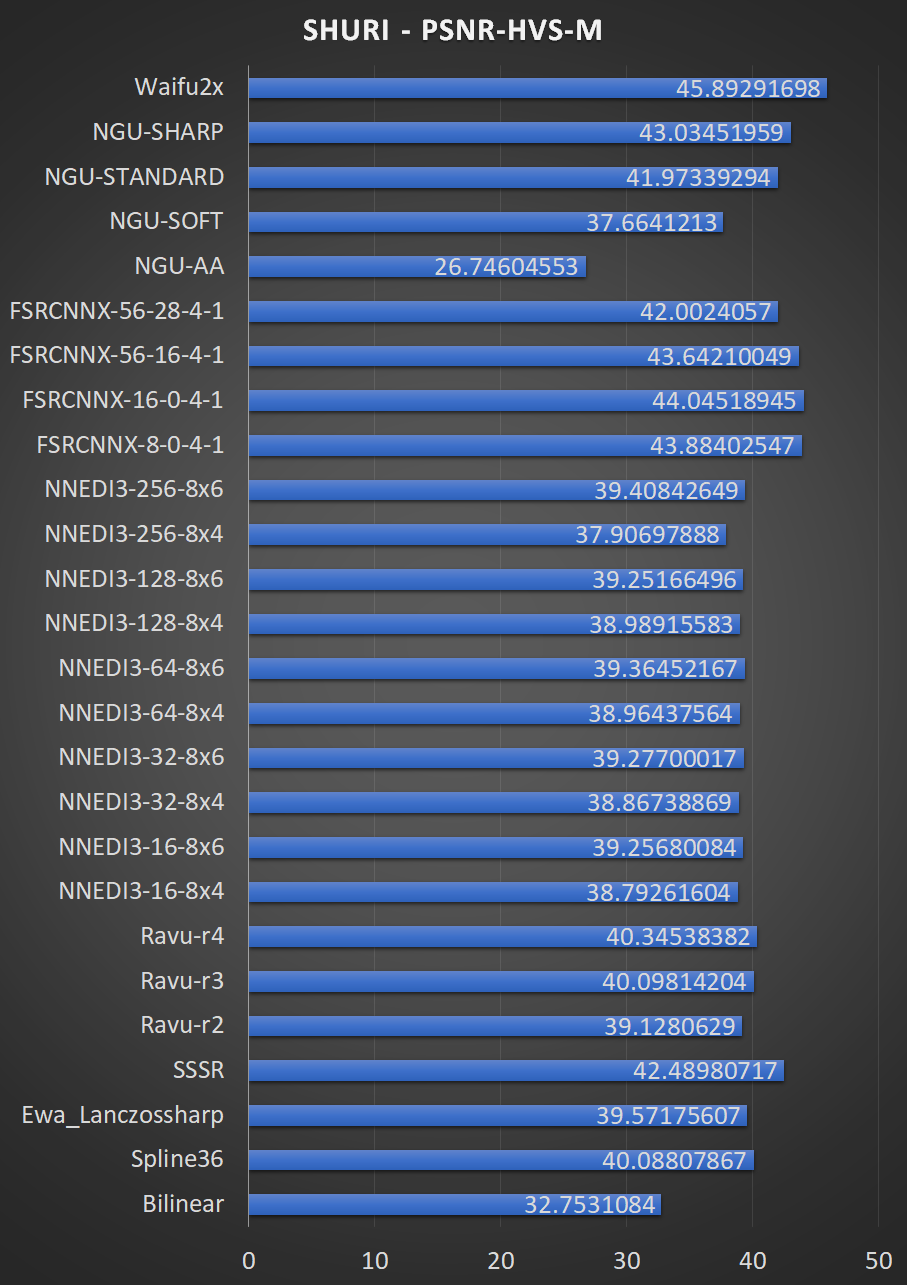 SHURI - PSNR-HVS-M
Waifu2x 45.89291698
NGU-SHARP 43.03451959
NGU-STANDARD 41.97339294
NGU-SOFT 37.6641213
NGU-AA 26.74604553
FSRCNNX-56-28-4-1 42.0024057
FSRCNNX-56-16-4-1 43.64210049
FSRCNNX-16-0-4-1 44.04518945
FSRCNNX-8-0-4-1 43.88402547
NNEDI3-256-8x6 39.40842649
NNEDI3-256-8x4 37.90697888
NNEDI3-128-8x6 39.25166496
NNEDI3-128-8x4 38.98915583
NNEDI3-64-8x6 39.36452167
NNEDI3-64-8x4 38.96437564
NNEDI3-32-8x6 39.27700017
NNEDI3-32-8x4 38.86738869
NNEDI3-16-8x6 39.25680084
NNEDI3-16-8x4 38.79261604
Ravu-r4 40.34538382
Ravu-r3 40.09814204
Ravu-r2 39.1280629
SSSR 42.48980717
Ewa_Lanczossharp 39.57175607
Spline36 40.08807867
Bilinear 32.7531084
0 10 20 30 40 50